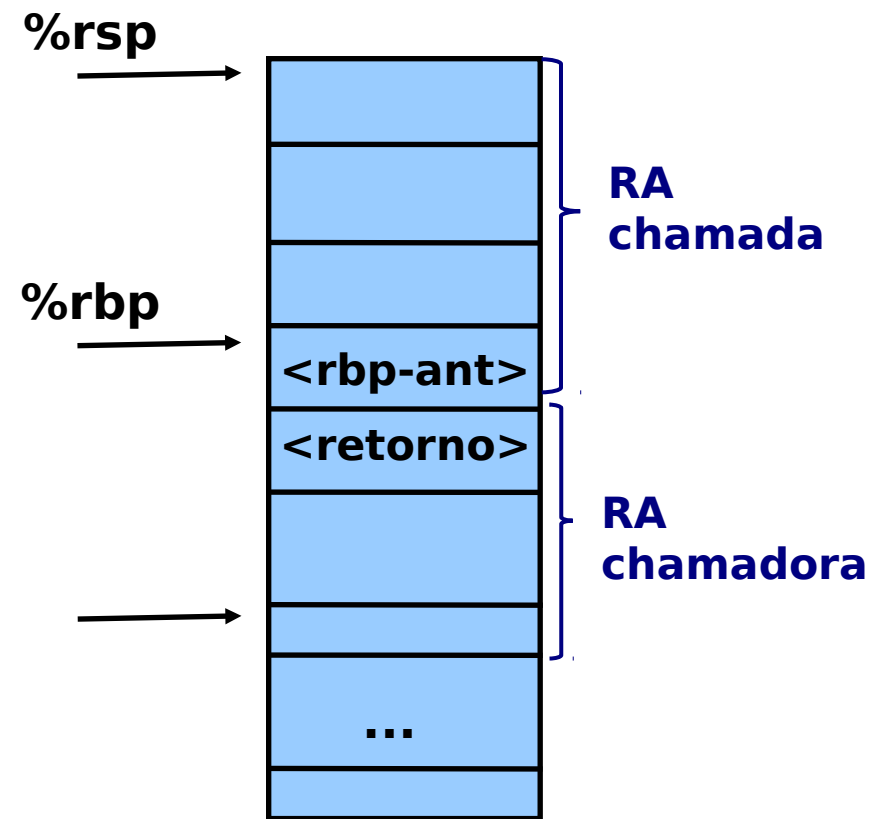 %rsp
RA
chamada
%rbp
<rbp-ant>
<retorno>
RA
chamadora
...